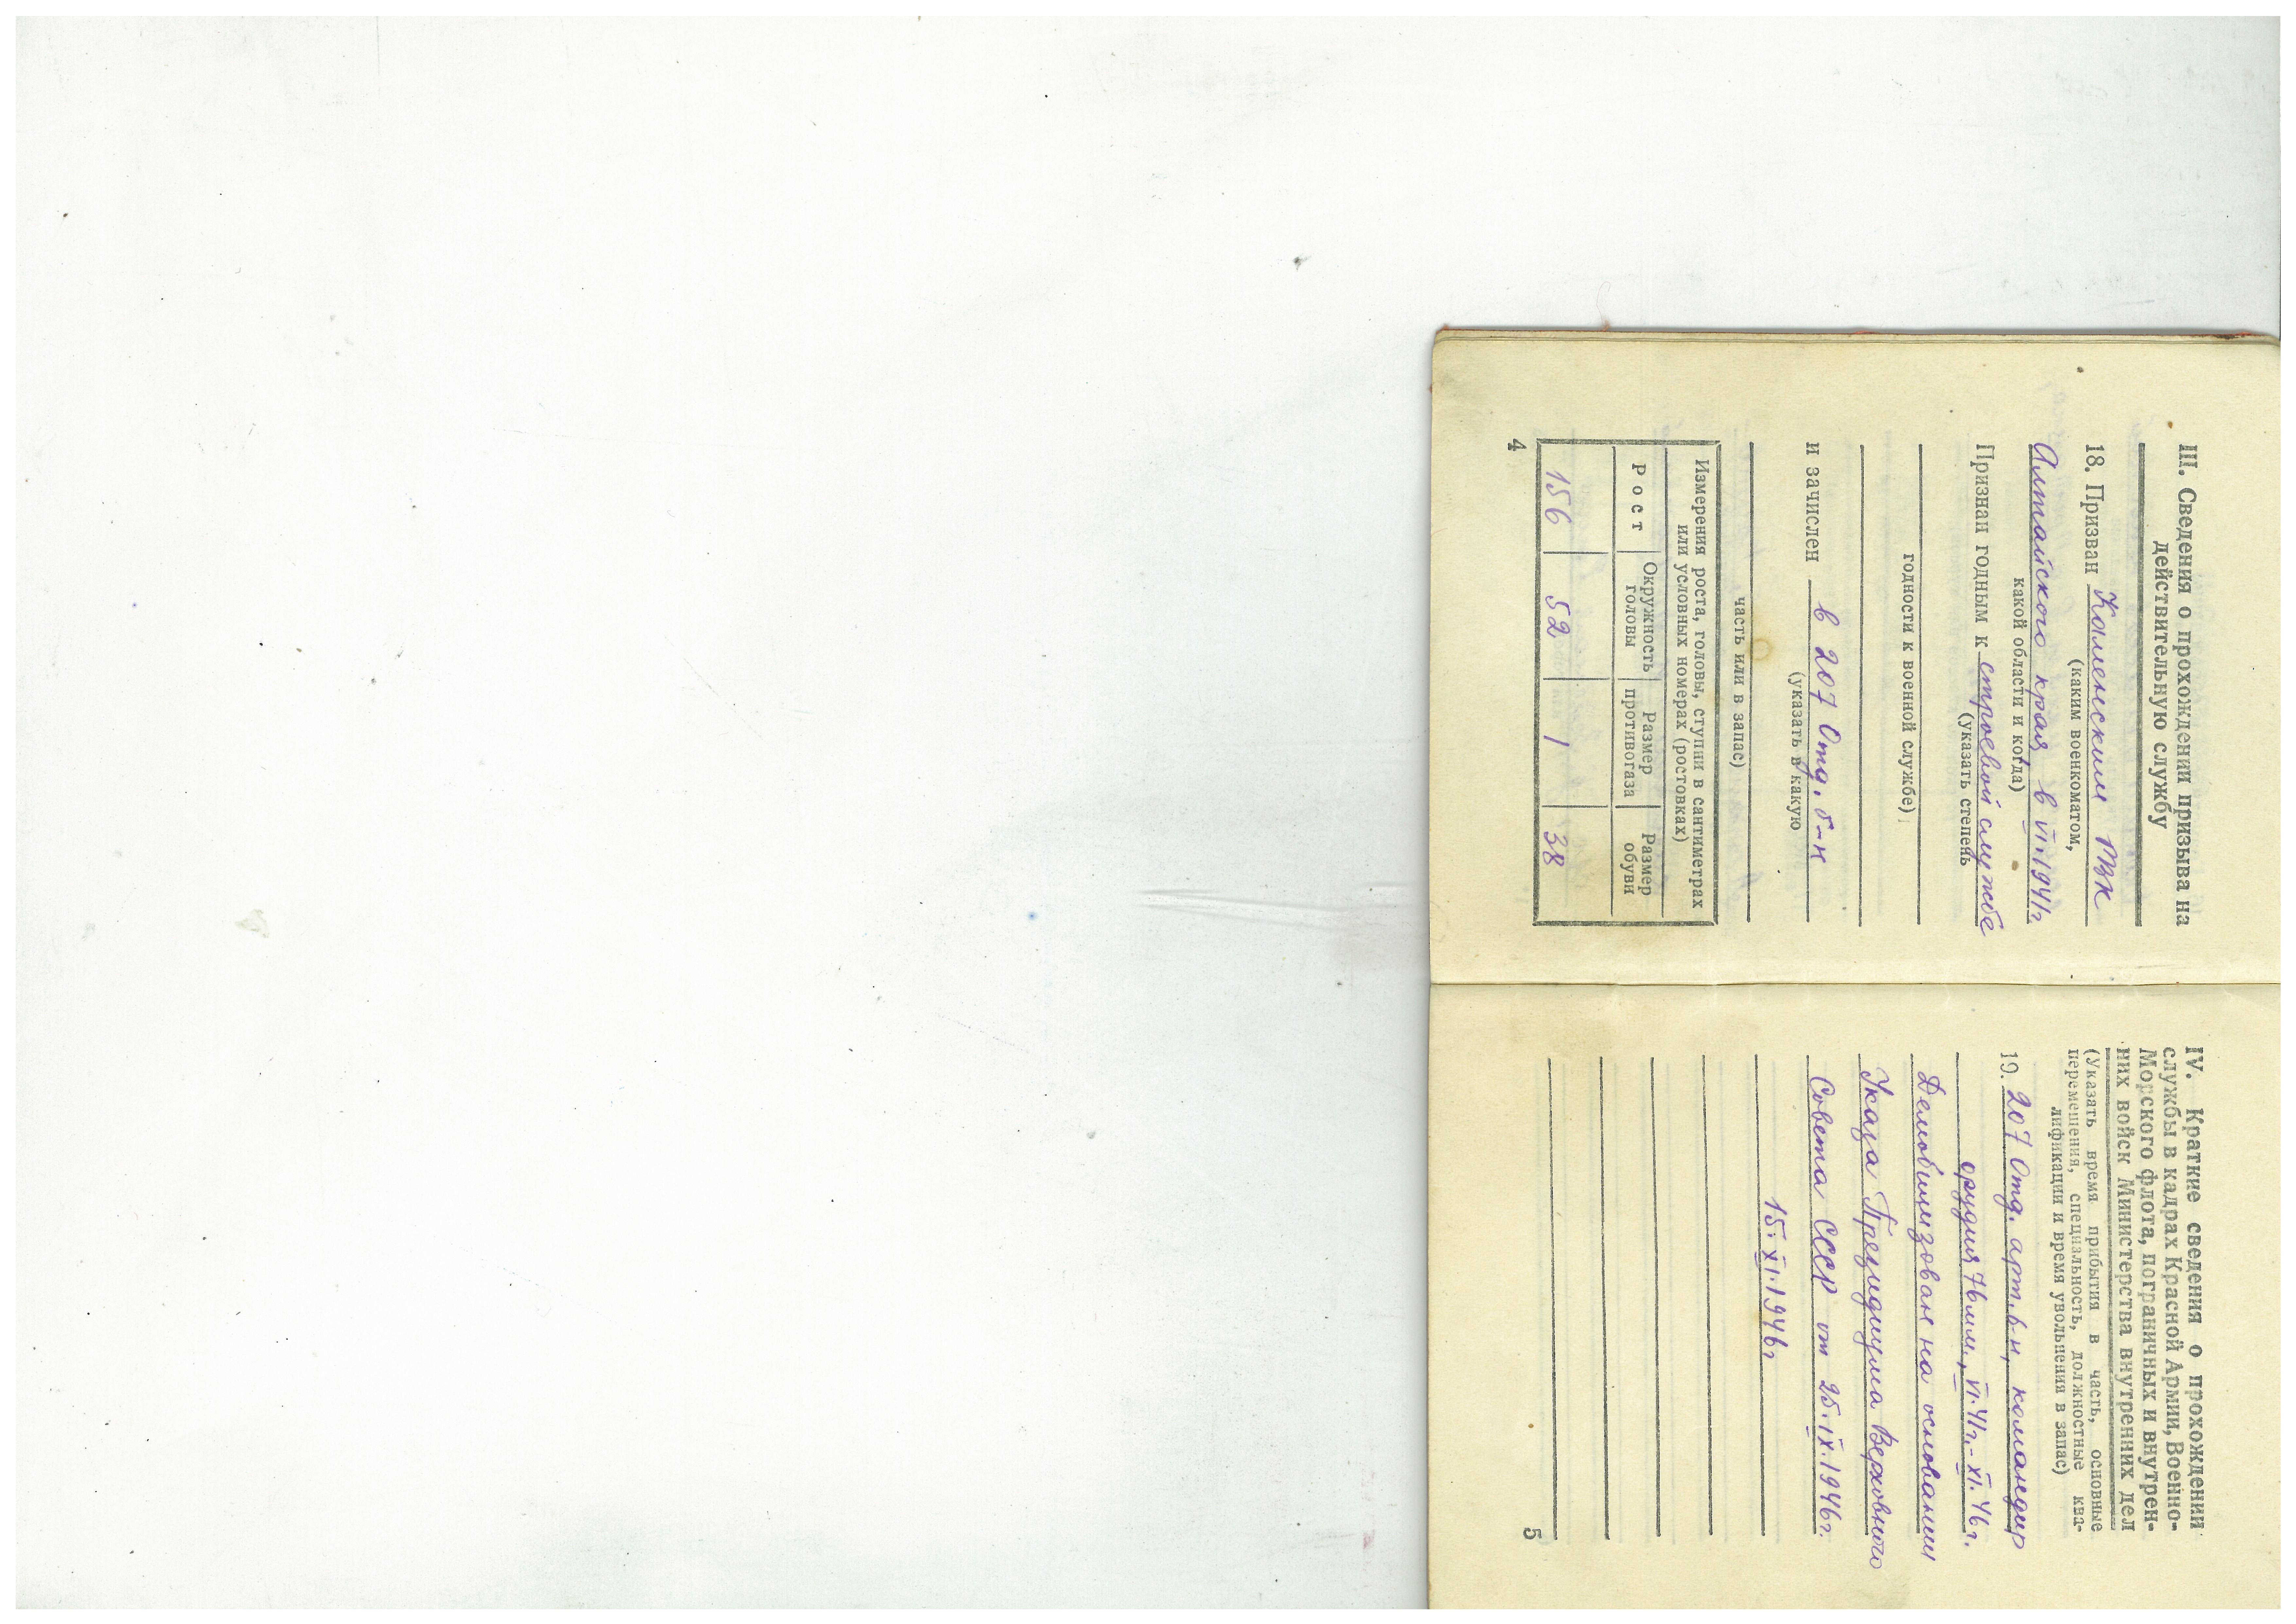 III. Сведения о прохождении призыва на
действительную службу
18. Призван Каменским РВК
(каким военкоматом,
Алтайского края в VI.1941г
какой области и когда)
Признан годным к строевой службе
(указать степень
годности к военной службе)
и зачислен в 207 Отд. б-н
(указать в какую
часть или в запас)
Измерения роста, головы, ступни в сантиметрах
или условных номерах (ростовках)
Рост
Окружность головы
Размер противогаза
Размер обуви
156 52 1 38
4
IV. Краткие сведения о прохождении
службы в кадрах Красной Армии, Военно-
Морского флота, пограничных и внутрен-
них войск Министерства внутренних дел
(Указать время прибытия в часть, основные
перемещения, специальность, должностные ква-
лификации и время увольнения в запас)
19. 207 Отд. арт. б-н, командир
орудия 76 мм., VI.41г.-XI.46г.
Демобилизован на основании
Указа Президиума Верховного
Совета СССР от 25.IX.1946г.
15.XI.1946г
5